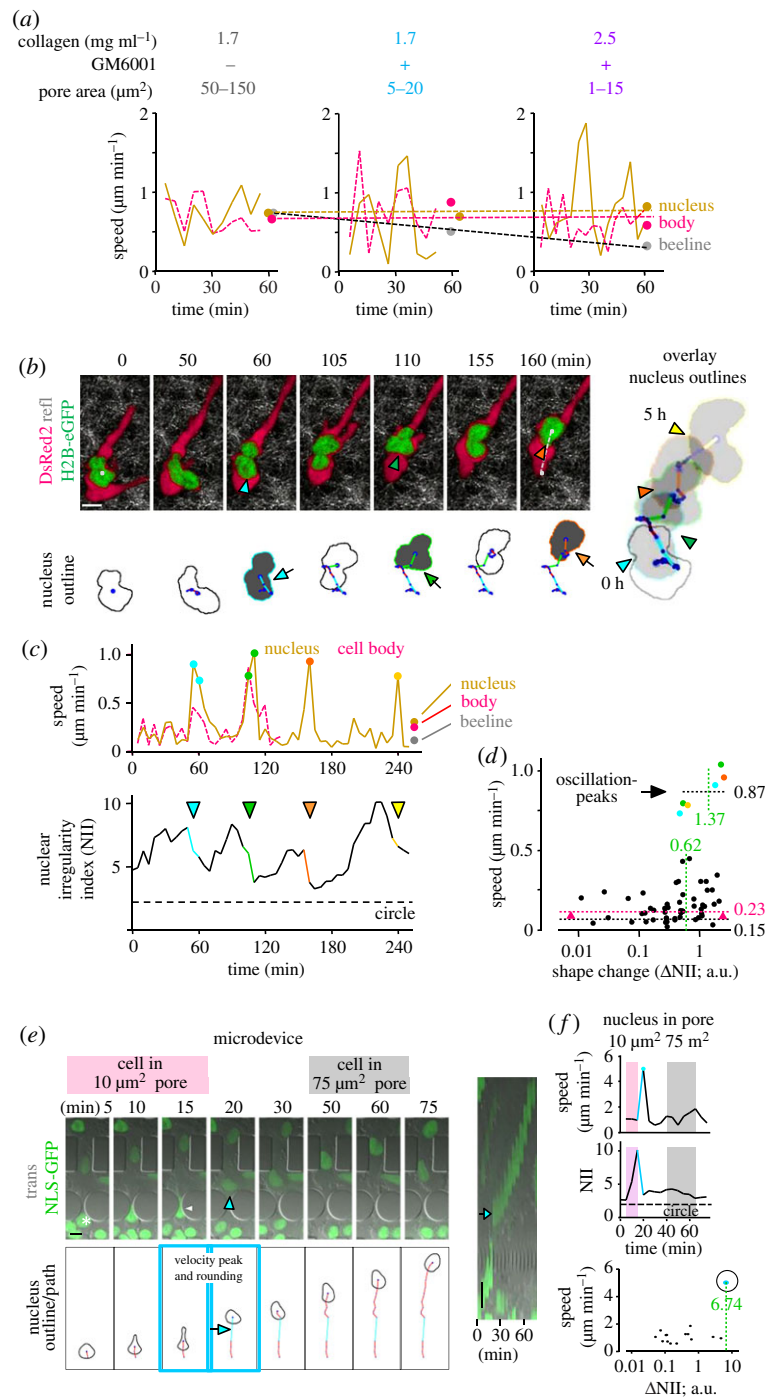 (a)
collagen (mg ml⁻¹) 1.7 1.7 2.5
GM6001 – + +
pore area (μm²) 50–150 5–20 1–15
2 2 2
speed (μm min⁻¹)
1 1 1
nucleus
body
beeline
0 0 0
0 30 60 0 30 60 0 30 60
time (min) time (min) time (min)
(b)
0 50 60 105 110 155 160 (min)
overlay
nucleus outlines
DsRed2 refl
H2B-eGFP
5 h
nucleus
outline
0 h
(c)
nucleus cell body
speed
(μm min⁻¹)
1.0
0.5
0
nucleus
body
beeline
nuclear
irregularity
index (NII)
10
5
circle
0
0 60 120 180 240
time (min)
(d)
speed (μm min⁻¹)
1.0
oscillation-
peaks
0.87
1.37
0.62
0.5
0.23
0.15
0
0.01 0.1 1
shape change (ΔNII; a.u.)
(e)
microdevice
cell in
10 μm² pore
cell in
75 μm² pore
(min) 5 10 15 20 30 50 60 75
trans
NLS-GFP
*
nucleus
outline/path
velocity peak
and rounding
0 30 60
(min)
(f)
nucleus in pore
10 μm² 75 m²
speed
(μm min⁻¹)
6
3
0
NII
10
5
circle
0
0 20 40 60
time (min)
speed
(μm min⁻¹)
6
4
6.74
2
0
0.01 0.1 1 10
ΔNII; a.u.